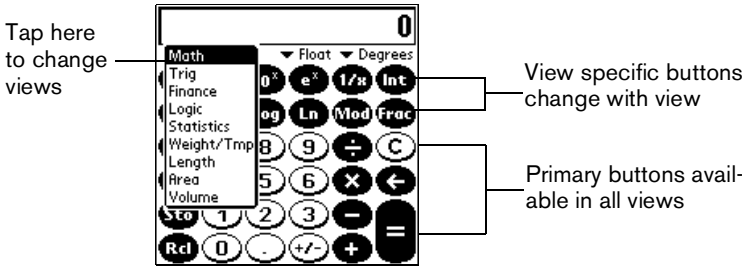 Tap here
to change
views
0
Float Degrees
Math
Trig
Finance
Logic
Statistics
Weight/Tmp
Length
Area
Volume
eˣ 1/x Int
Ln Mod Frac
8 9 ÷ C
5 6 × ←
Sto 1 2 3 − =
Rcl 0 . +/- +
View specific buttons
change with view
Primary buttons avail-
able in all views